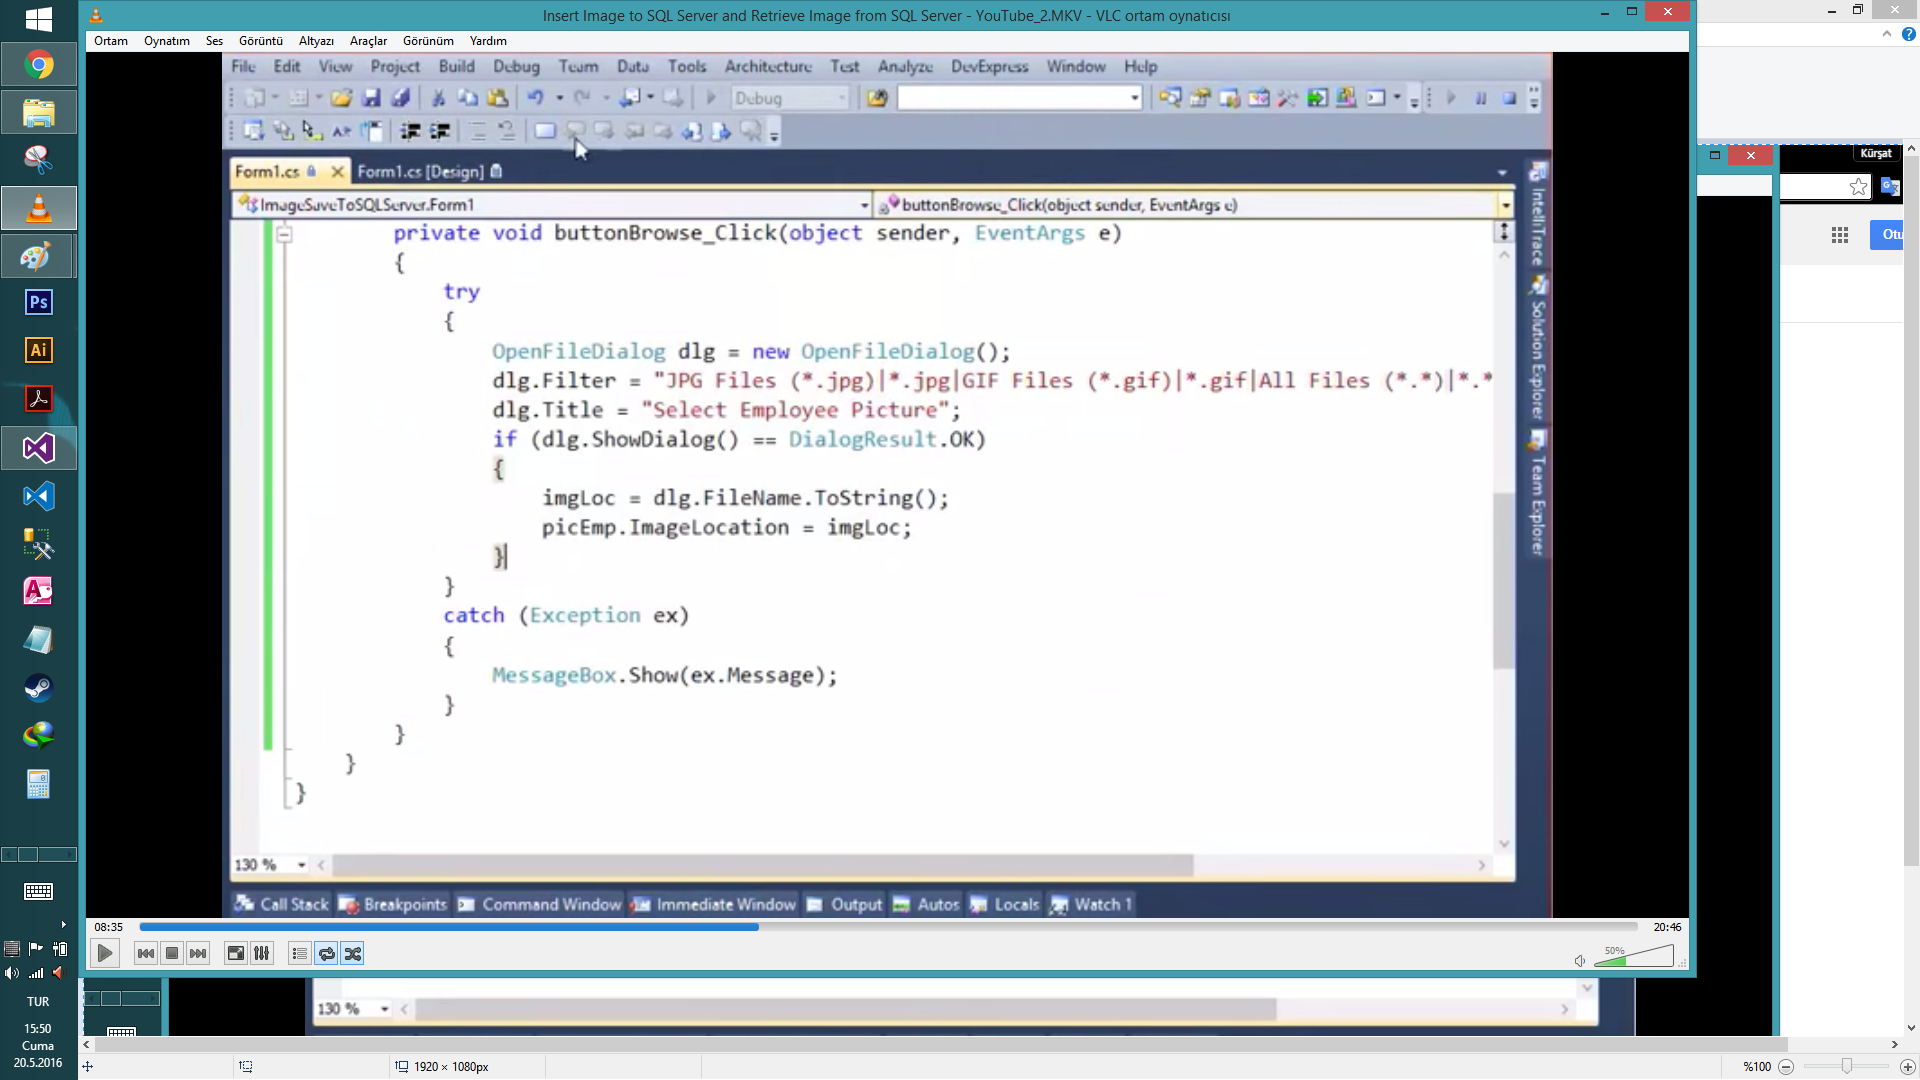 Insert Image to SQL Server and Retrieve Image from SQL Server - YouTube_2.MKV - VLC ortam oynatıcısı
Ortam Oynatım Ses Görüntü Altyazı Araçlar Görünüm Yardım
File Edit View Project Build Debug Team Data Tools Architecture Test Analyze DevExpress Window Help
Debug
Form1.cs Form1.cs [Design]
ImageSaveToSQLServer.Form1 buttonBrowse_Click(object sender, EventArgs e)
private void buttonBrowse_Click(object sender, EventArgs e)
{
try
{
OpenFileDialog dlg = new OpenFileDialog();
dlg.Filter = "JPG Files (*.jpg)|*.jpg|GIF Files (*.gif)|*.gif|All Files (*.*)|*.*
dlg.Title = "Select Employee Picture";
if (dlg.ShowDialog() == DialogResult.OK)
{
imgLoc = dlg.FileName.ToString();
picEmp.ImageLocation = imgLoc;
}
}
catch (Exception ex)
{
MessageBox.Show(ex.Message);
}
}
}
}
130 %
Call Stack Breakpoints Command Window Immediate Window Output Autos Locals Watch 1
IntelliTrace
Solution Explorer
Team Explorer
08:35 20:46
50%
Kürşat
Otu
Ps
Ai
TUR
15:50
Cuma
20.5.2016
130 %
1920 × 1080px
%100